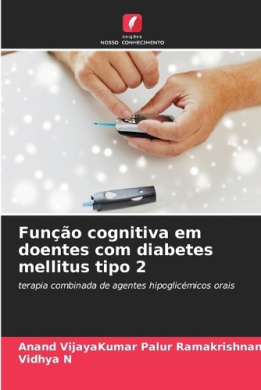 edições
NOSSO CONHECIMENTO
Função cognitiva em
doentes com diabetes
mellitus tipo 2
terapia combinada de agentes hipoglicémicos orais
Anand VijayaKumar Palur Ramakrishnan
Vidhya N